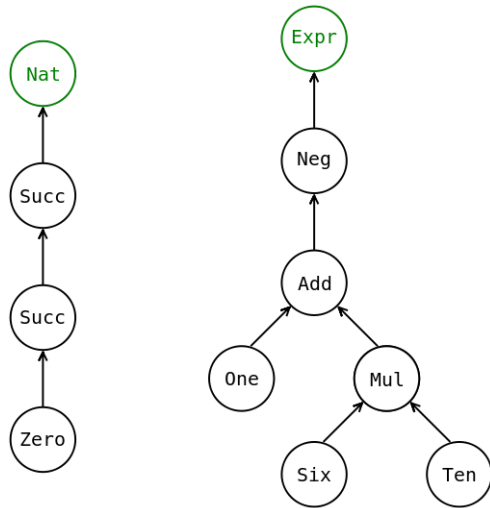 Nat
Succ
Succ
Zero
Expr
Neg
Add
One
Mul
Six
Ten